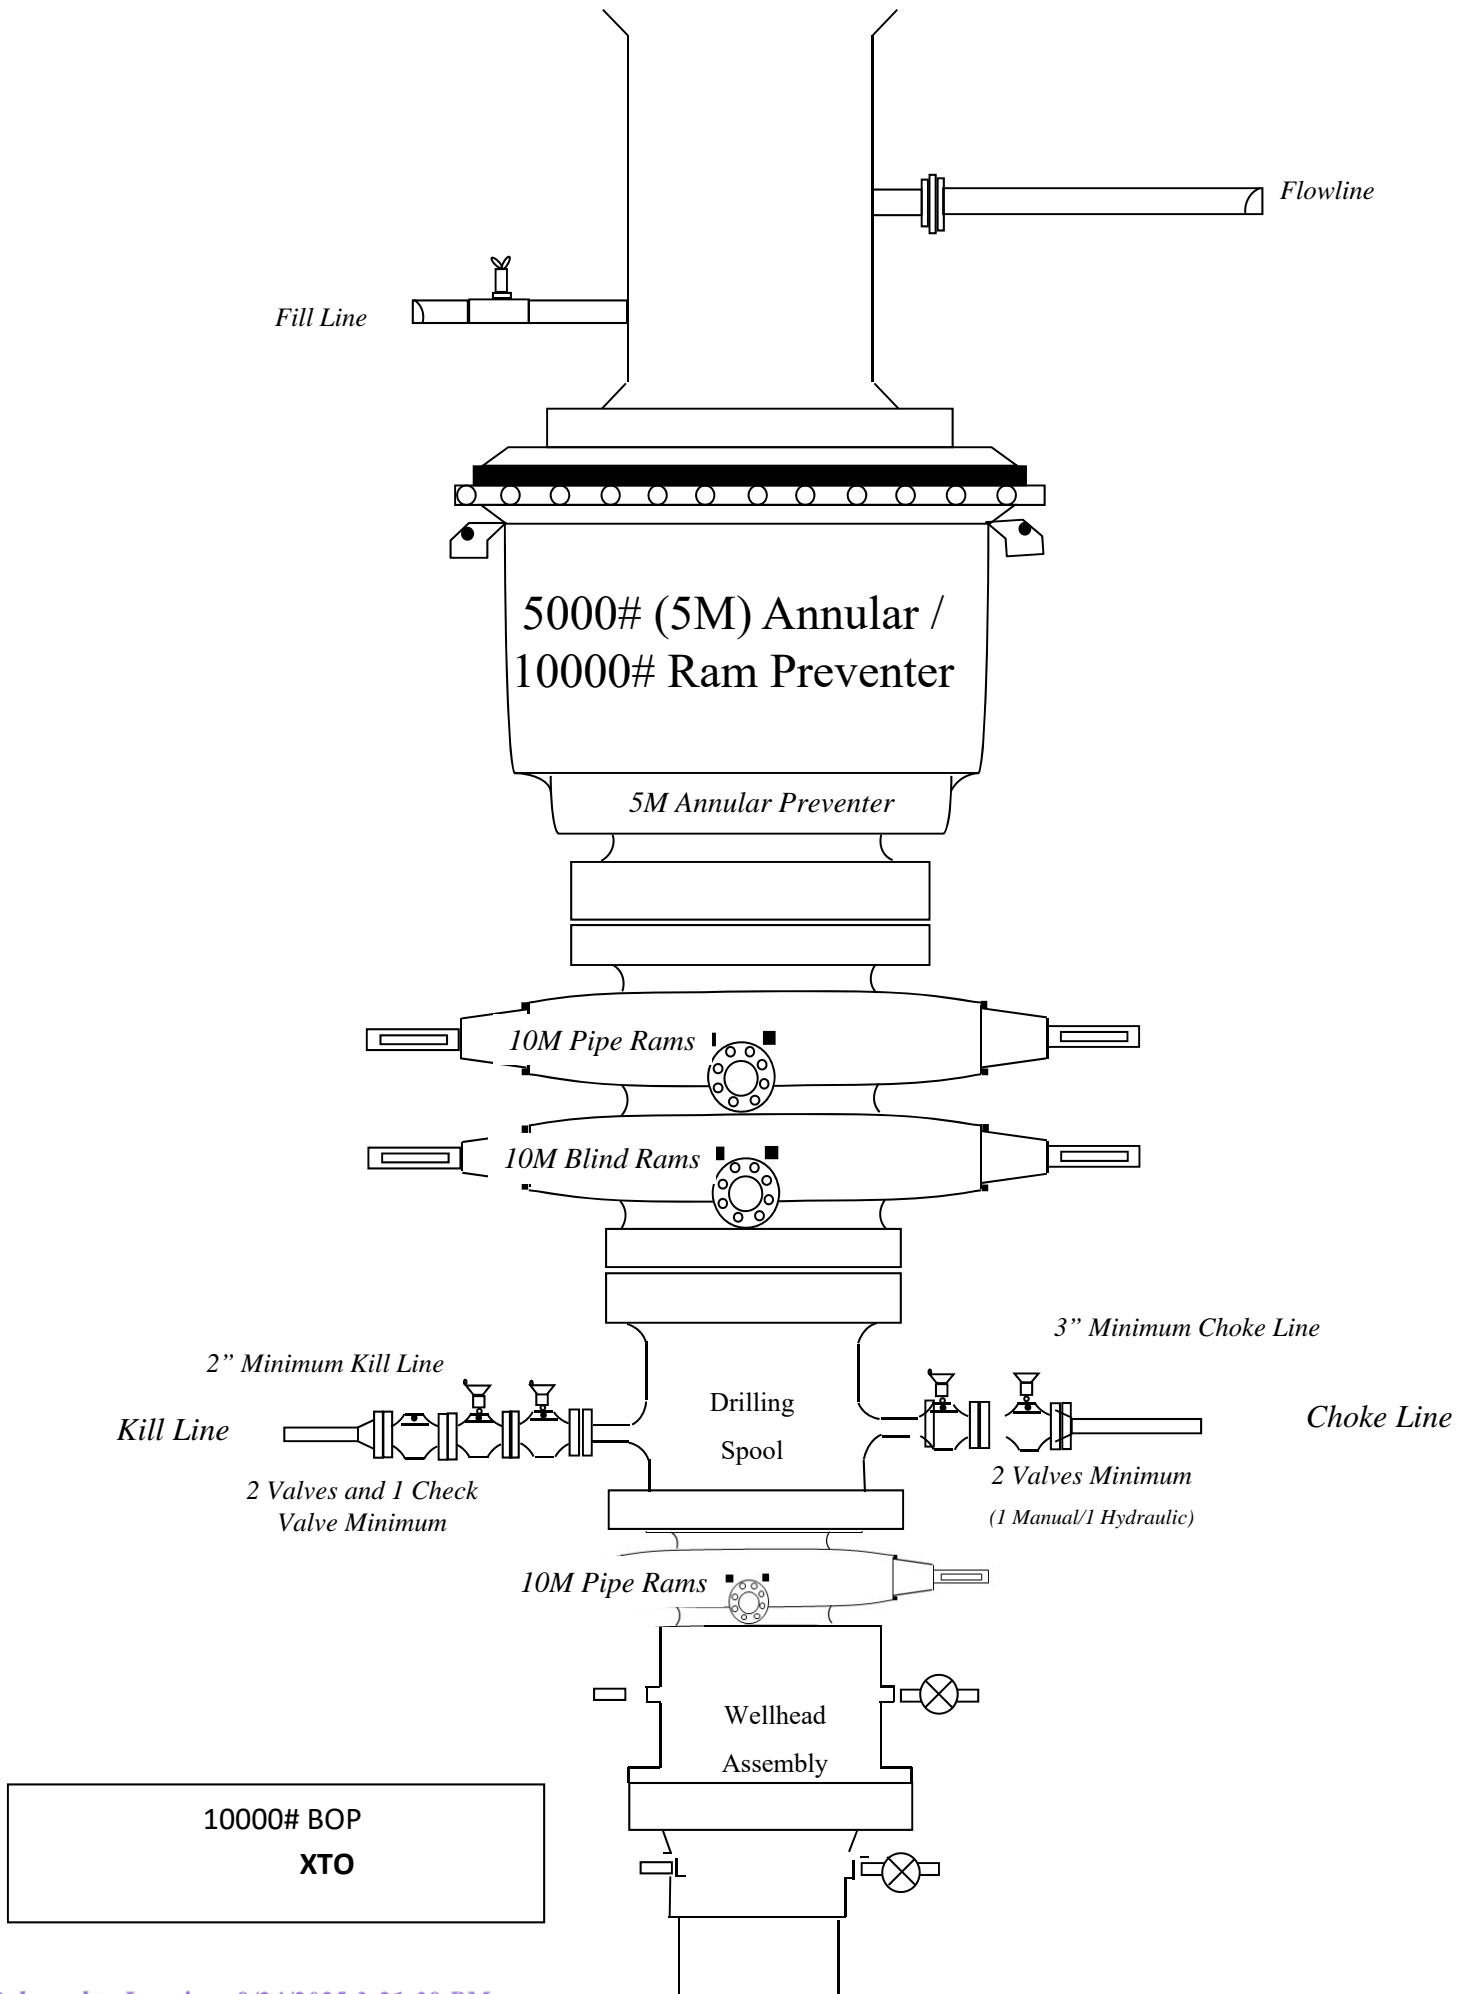 Flowline
Fill Line
5000# (5M) Annular /
10000# Ram Preventer
5M Annular Preventer
10M Pipe Rams
10M Blind Rams
3” Minimum Choke Line
2” Minimum Kill Line
Drilling
Spool
Kill Line
Choke Line
2 Valves and 1 Check
Valve Minimum
2 Valves Minimum
(1 Manual/1 Hydraulic)
10M Pipe Rams
Wellhead
Assembly
10000# BOP
XTO